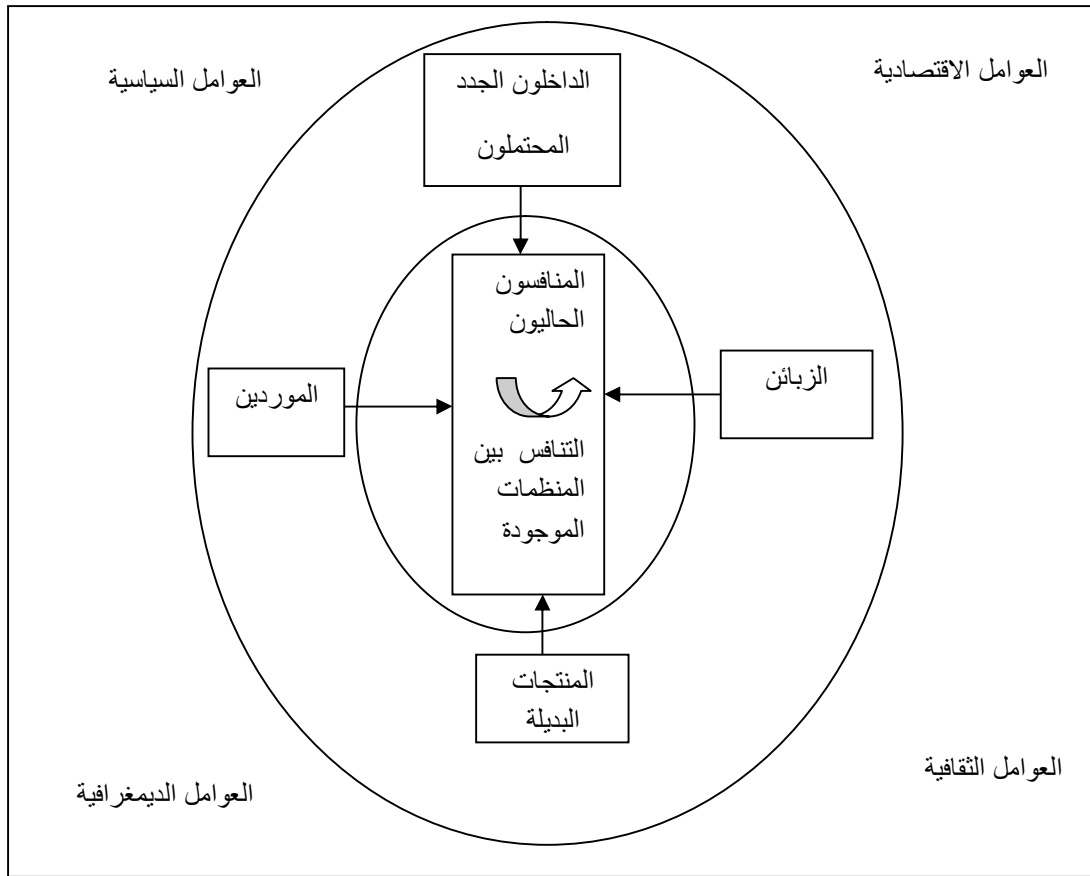 العوامل الاقتصادية
العوامل السياسية
الداخلون الجدد
المحتملون
المنافسون
الحاليون
الزبائن
الموردين
التنافس بين
المنظمات
الموجودة
المنتجات
البديلة
العوامل الثقافية
العوامل الديمغرافية